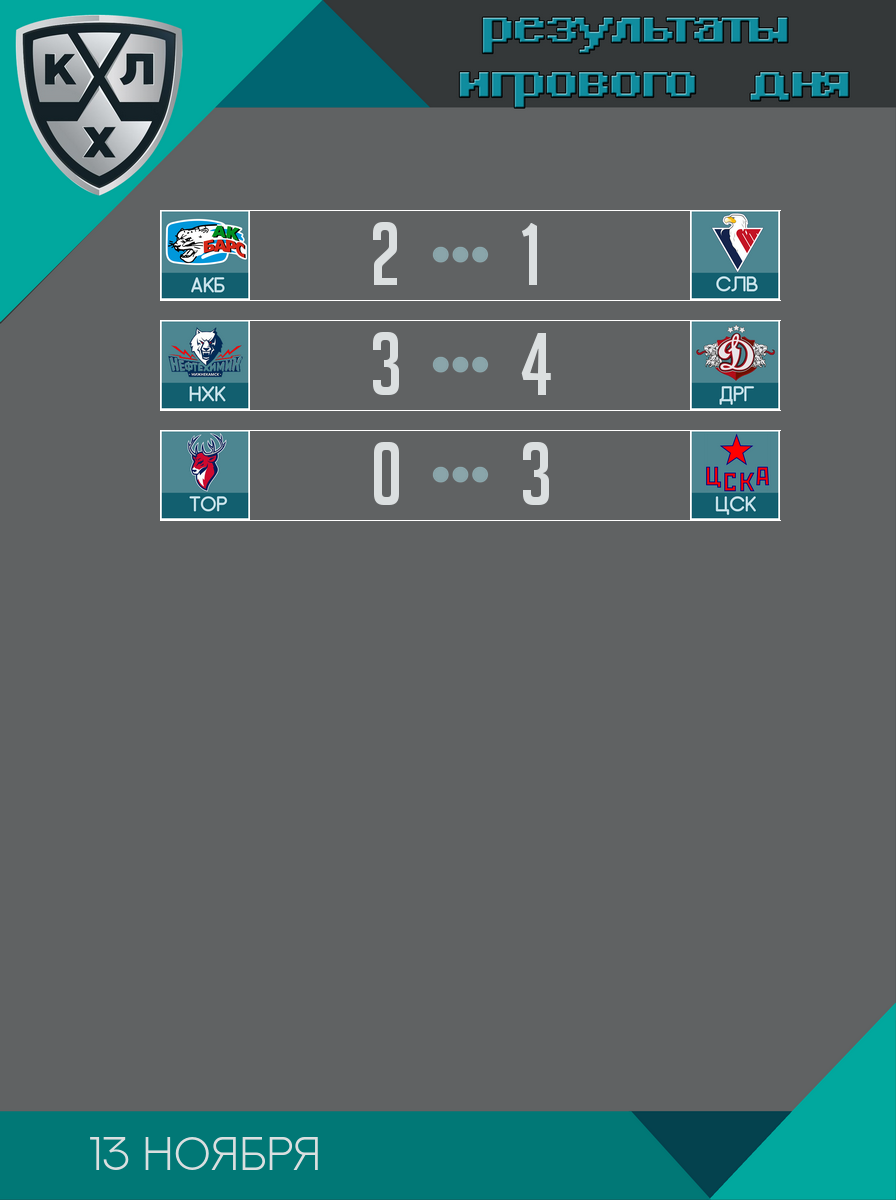 К Л
Х
результаты
игрового дня
АК
БАРС
АКБ
2 1
СЛВ
НЕФТЕХИМИК
НИЖНЕКАМСК
НХК
3 4
Д
ДРГ
ТОР
0 3
ЦСКА
ЦСК
13 НОЯБРЯ